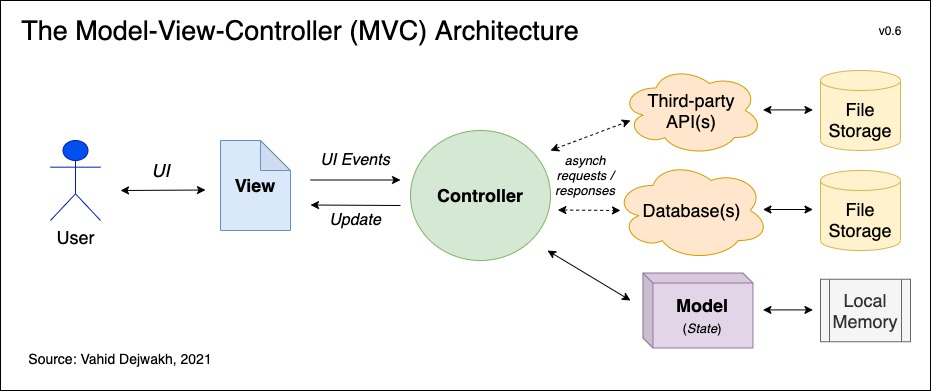 The Model-View-Controller (MVC) Architecture
v0.6
User
UI
View
UI Events
Update
Controller
asynch
requests /
responses
Third-party
API(s)
File
Storage
Database(s)
File
Storage
Model
(State)
Local
Memory
Source: Vahid Dejwakh, 2021